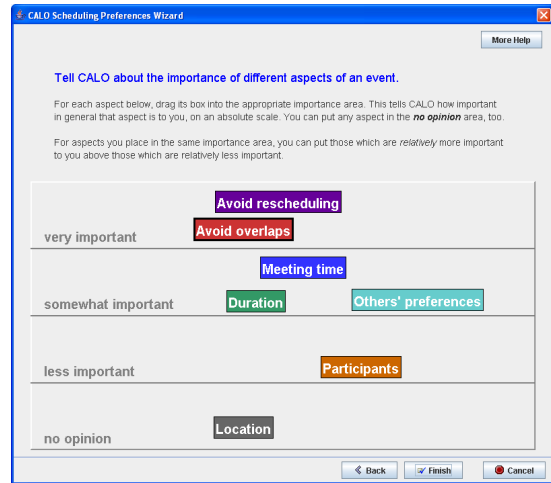 CALO Scheduling Preferences Wizard
More Help
Tell CALO about the importance of different aspects of an event.
For each aspect below, drag its box into the appropriate importance area. This tells CALO how important
in general that aspect is to you, on an absolute scale. You can put any aspect in the no opinion area, too.
For aspects you place in the same importance area, you can put those which are relatively more important
to you above those which are relatively less important.
Avoid rescheduling
Avoid overlaps
very important
Meeting time
somewhat important
Duration
Others' preferences
less important
Participants
Location
no opinion
Back
Finish
Cancel